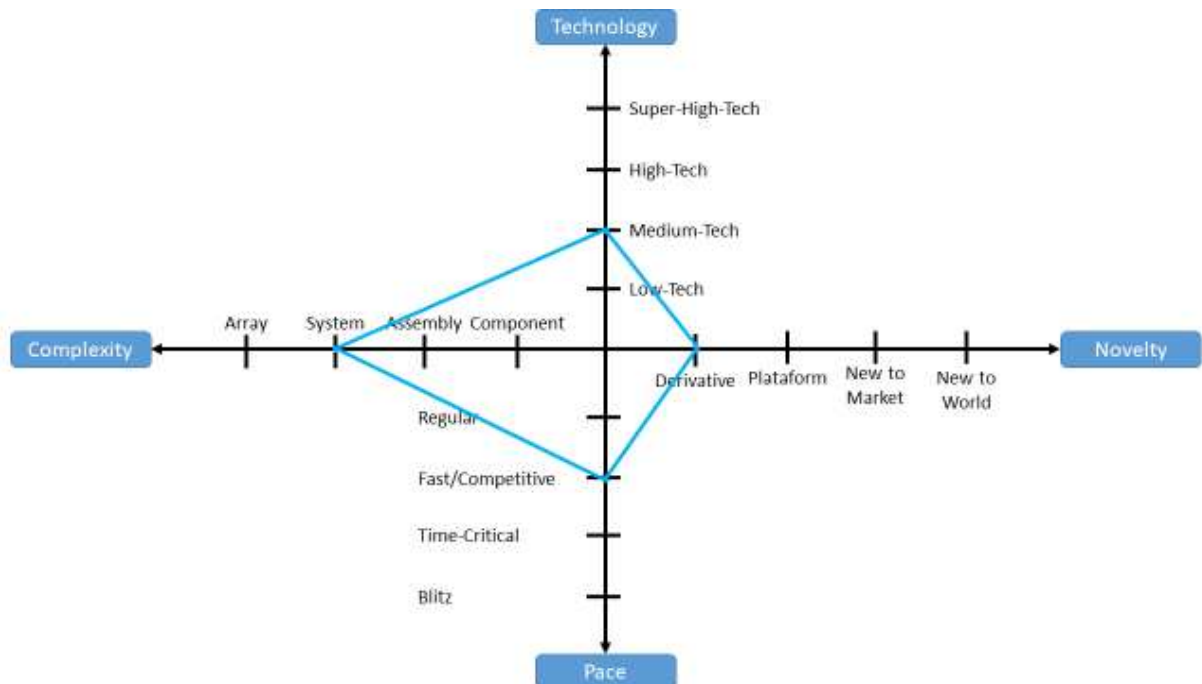 Technology
Super-High-Tech
High-Tech
Medium-Tech
Low-Tech
Array
System
Assembly
Component
Complexity
Novelty
Derivative
Plataform
New to
Market
New to
World
Regular
Fast/Competitive
Time-Critical
Blitz
Pace